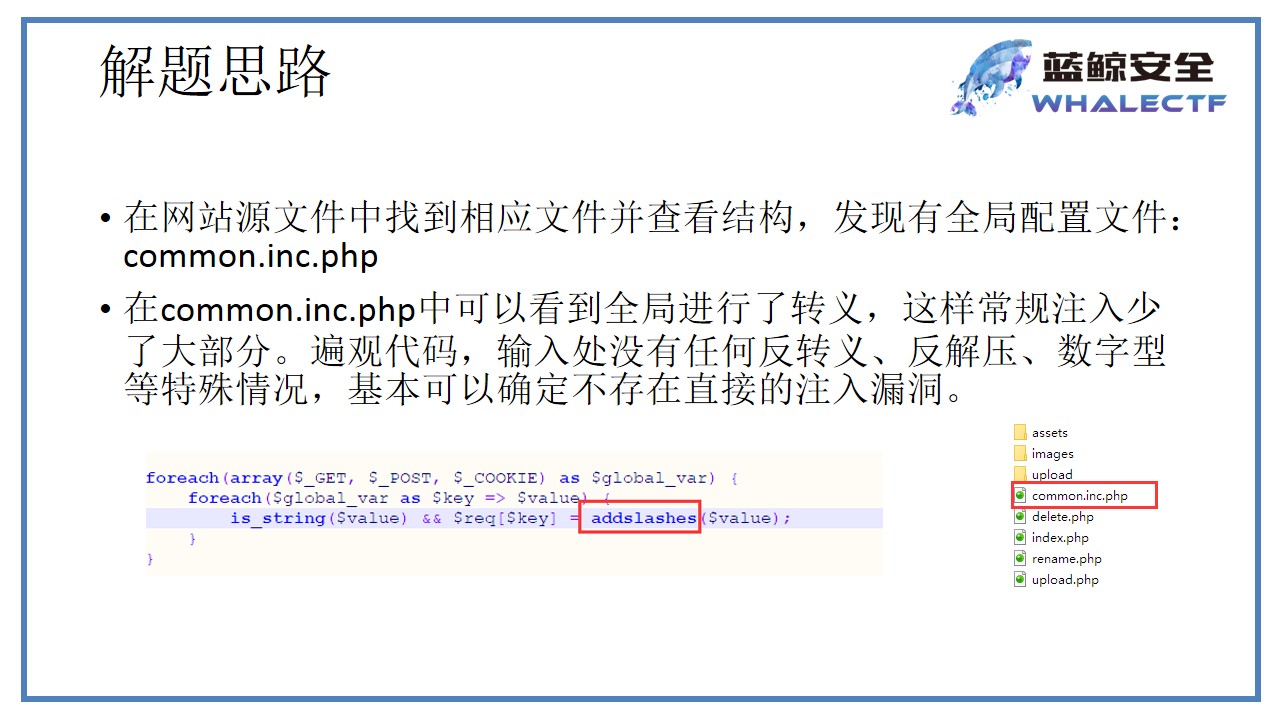 解题思路
蓝鲸安全
WHALECTF
• 在网站源文件中找到相应文件并查看结构，发现有全局配置文件：
common.inc.php
• 在common.inc.php中可以看到全局进行了转义，这样常规注入少
了大部分。遍观代码，输入处没有任何反转义、反解压、数字型
等特殊情况，基本可以确定不存在直接的注入漏洞。
foreach(array($_GET, $_POST, $_COOKIE) as $global_var) {
    foreach($global_var as $key => $value) {
        is_string($value) && $req[$key] = addslashes($value);
    }
}
assets
images
upload
common.inc.php
delete.php
index.php
rename.php
upload.php